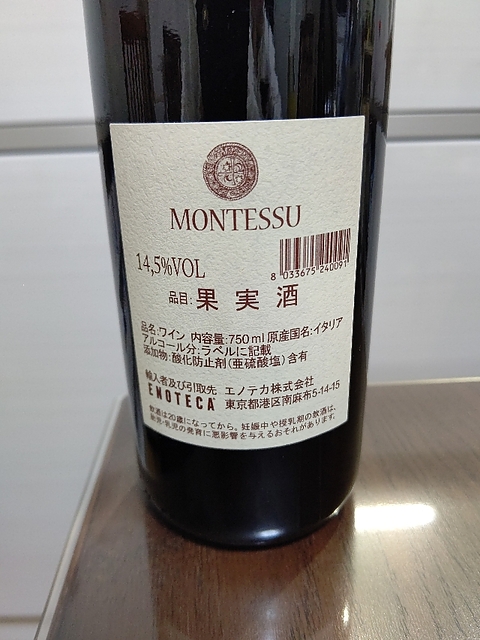 MONTESSU
14,5%VOL
8 033675 240091
品目:果実酒
品名:ワイン 内容量:750ml 原産国名:イタリア
アルコール分:ラベルに記載
添加物:酸化防止剤(亜硫酸塩)含有
輸入者及び引取先 エノテカ株式会社
ENOTECA 東京都港区南麻布5-14-15
飲酒は20歳になってから。妊娠中や授乳期の飲酒は、
胎児・乳児の発育に悪影響を与えるおそれがあります。